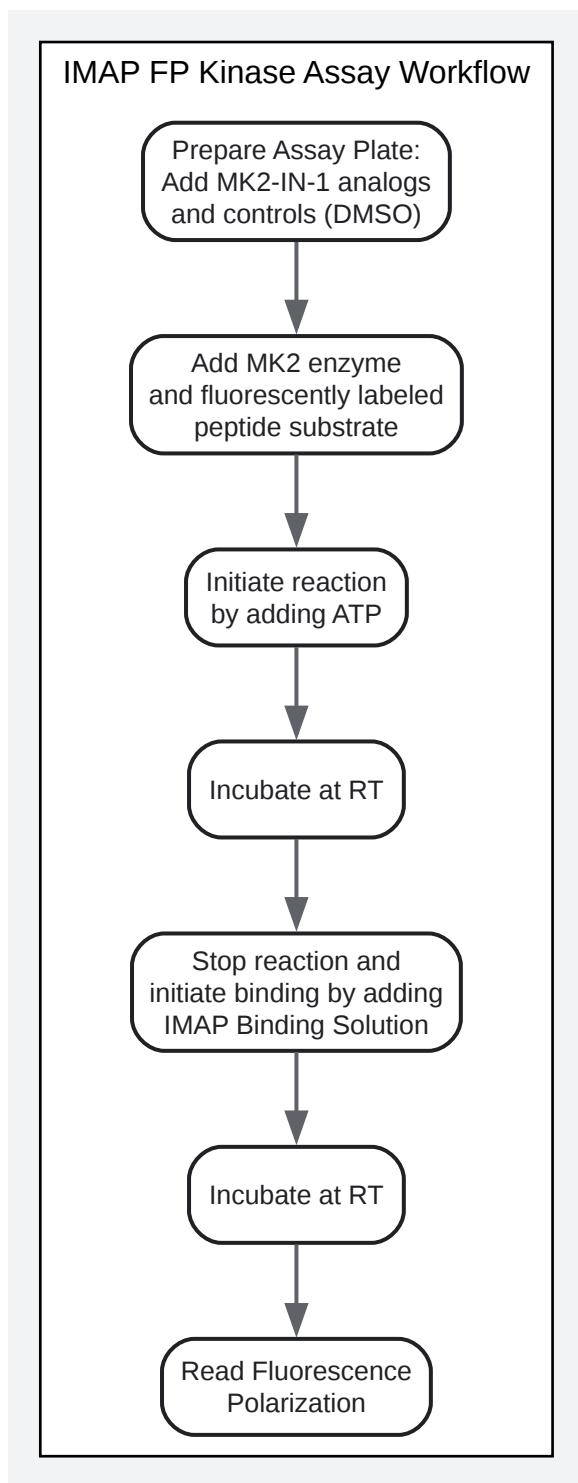 IMAP FP Kinase Assay Workflow
Prepare Assay Plate:
Add MK2-IN-1 analogs
and controls (DMSO)
Add MK2 enzyme
and fluorescently labeled
peptide substrate
Initiate reaction
by adding ATP
Incubate at RT
Stop reaction and
initiate binding by adding
IMAP Binding Solution
Incubate at RT
Read Fluorescence
Polarization